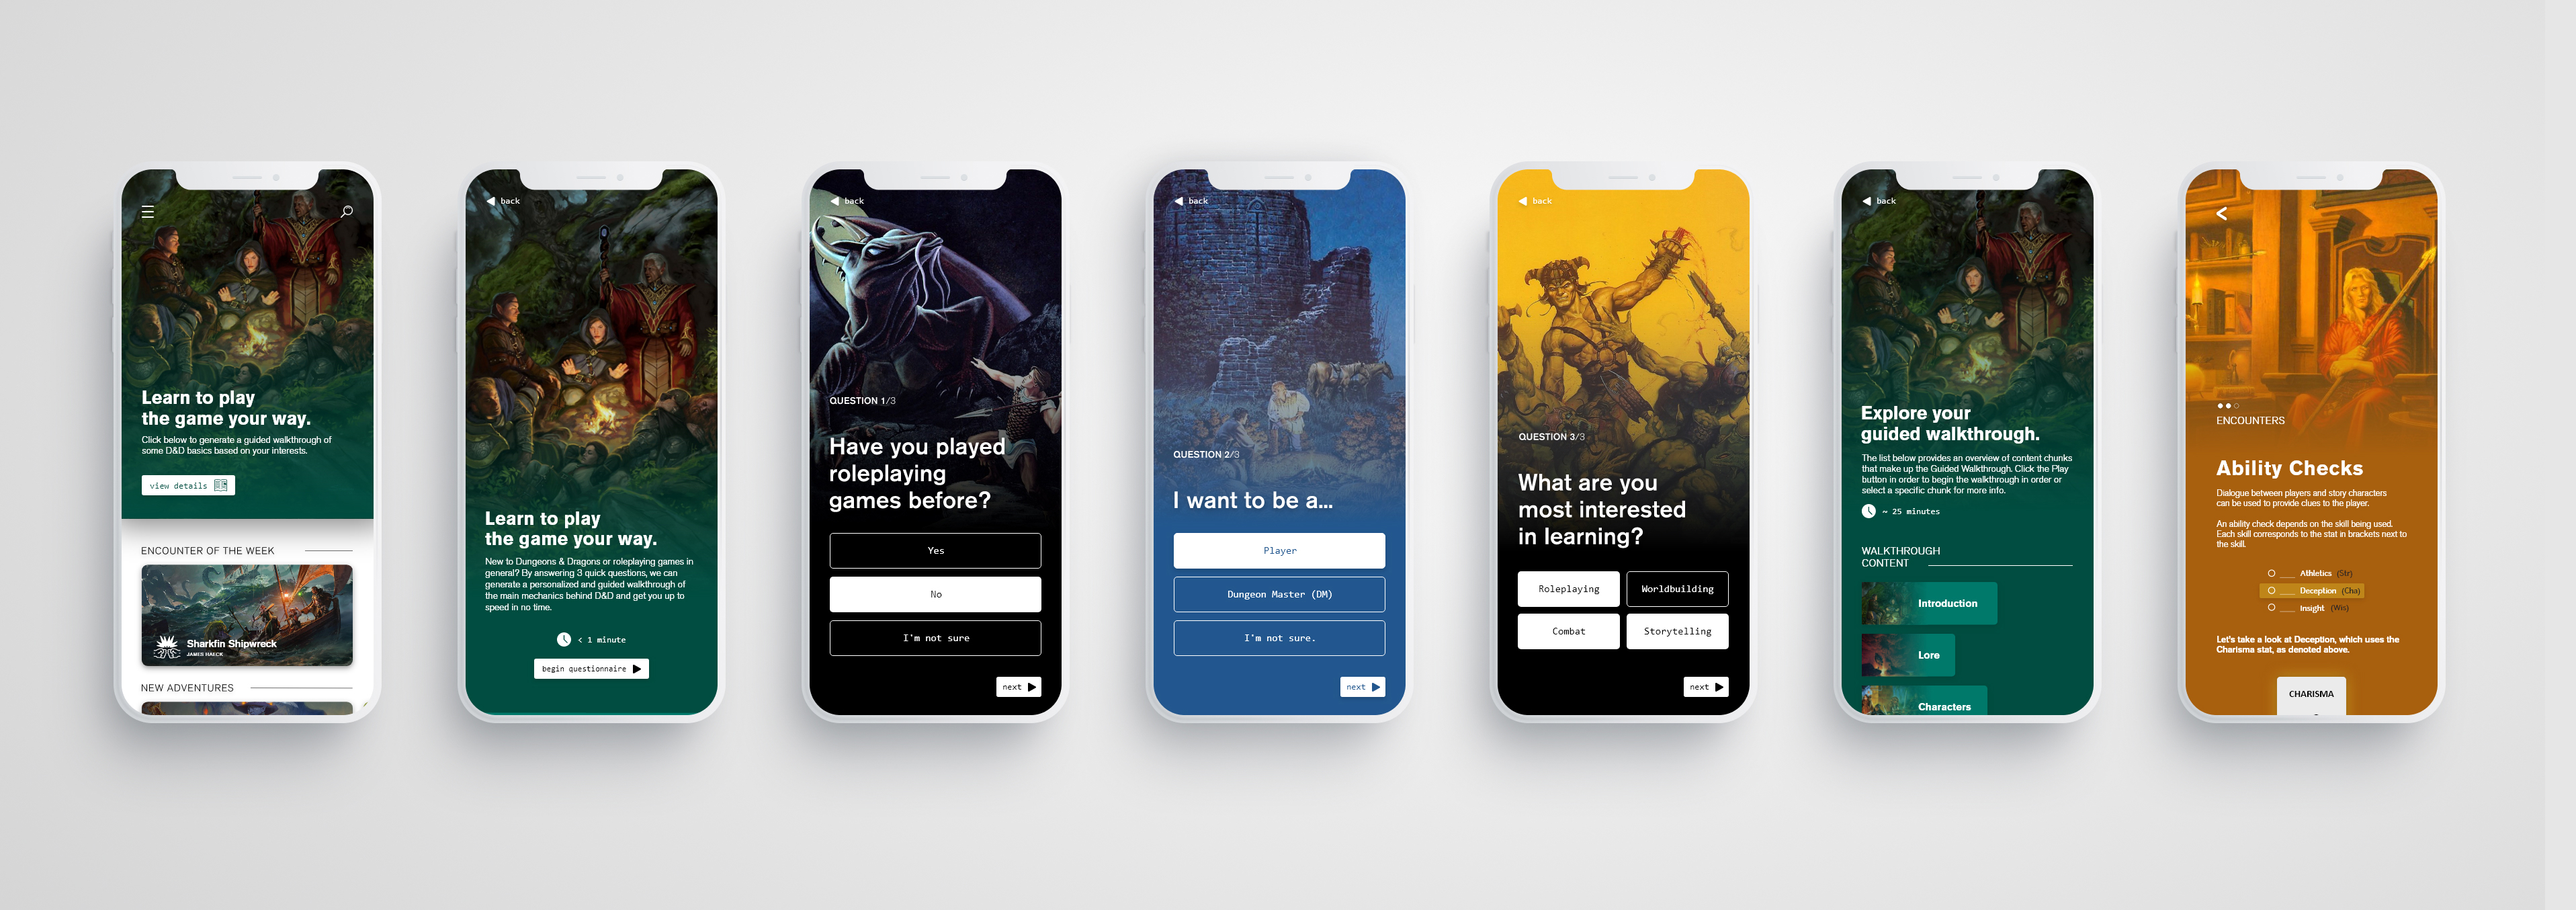 Learn to play
the game your way.
Click below to generate a guided walkthrough of
some D&D basics based on your interests.
view details
ENCOUNTER OF THE WEEK
Sharkfin Shipwreck
JAMES HAECK
NEW ADVENTURES
back
Learn to play
the game your way.
New to Dungeons & Dragons or roleplaying games in
general? By answering 3 quick questions, we can
generate a personalized and guided walkthrough of
the main mechanics behind D&D and get you up to
speed in no time.
< 1 minute
begin questionnaire
back
QUESTION 1/3
Have you played
roleplaying
games before?
Yes
No
I'm not sure
next
back
QUESTION 2/3
I want to be a...
Player
Dungeon Master (DM)
I'm not sure.
next
back
QUESTION 3/3
What are you
most interested
in learning?
Roleplaying
Worldbuilding
Combat
Storytelling
next
back
Explore your
guided walkthrough.
The list below provides an overview of content chunks
that make up the Guided Walkthrough. Click the Play
button in order to begin the walkthrough in order or
select a specific chunk for more info.
~ 25 minutes
WALKTHROUGH
CONTENT
Introduction
Lore
Characters
ENCOUNTERS
Ability Checks
Dialogue between players and story characters
can be used to provide clues to the player.
An ability check depends on the skill being used.
Each skill corresponds to the stat in brackets next to
the skill.
Athletics (Str)
Deception (Cha)
Insight (Wis)
Let's take a look at Deception, which uses the
Charisma stat, as denoted above.
CHARISMA